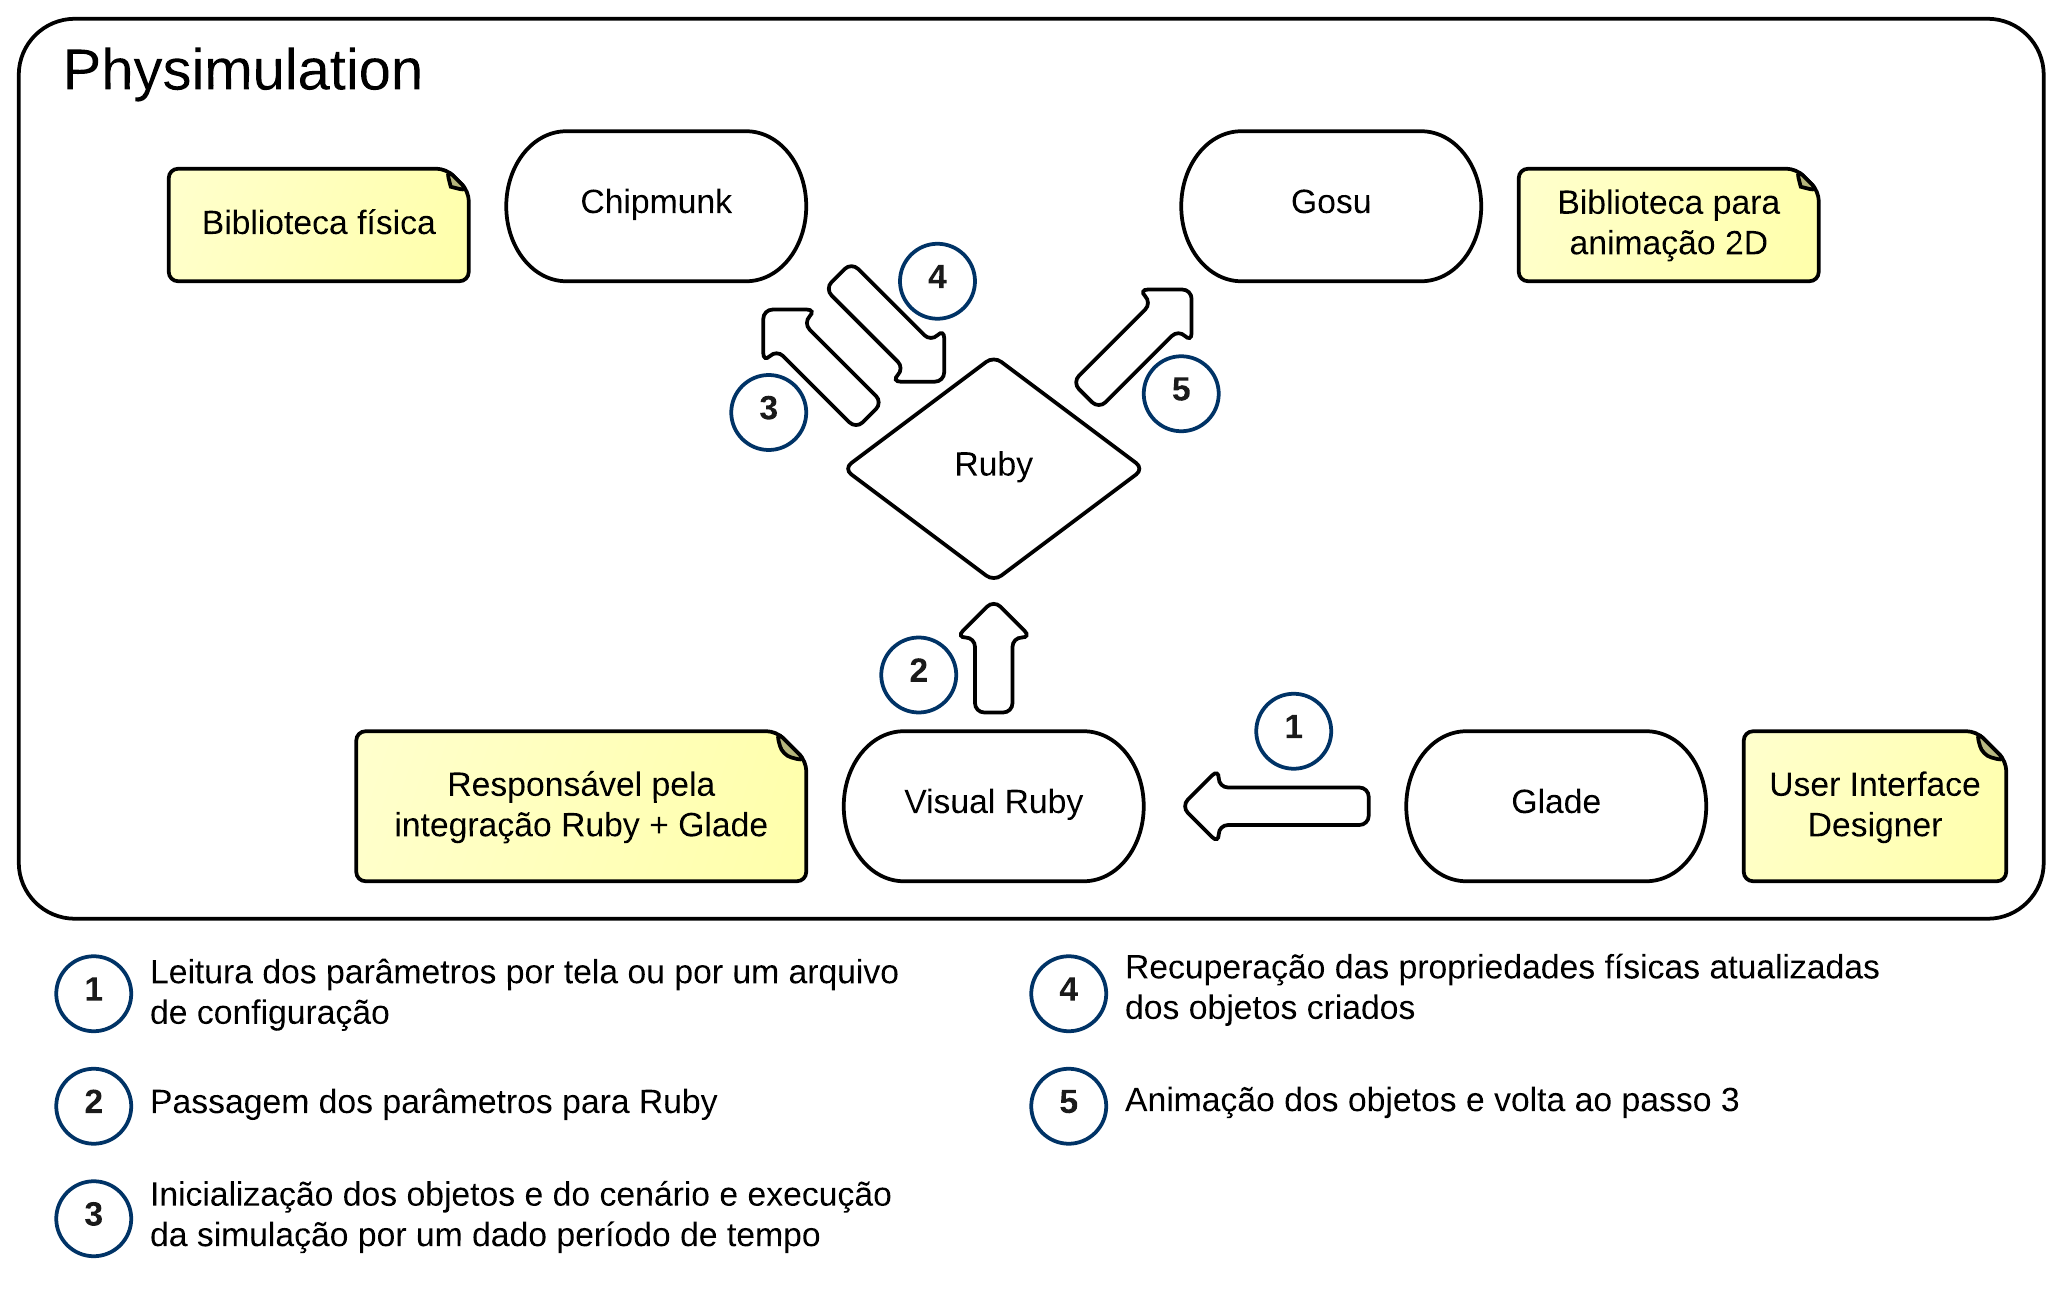 Physimulation
Biblioteca física
Chipmunk
Gosu
Biblioteca para
animação 2D
4
3
5
Ruby
2
1
Responsável pela
integração Ruby + Glade
Visual Ruby
Glade
User Interface
Designer
1
Leitura dos parâmetros por tela ou por um arquivo
de configuração
2
Passagem dos parâmetros para Ruby
3
Inicialização dos objetos e do cenário e execução
da simulação por um dado período de tempo
4
Recuperação das propriedades físicas atualizadas
dos objetos criados
5
Animação dos objetos e volta ao passo 3